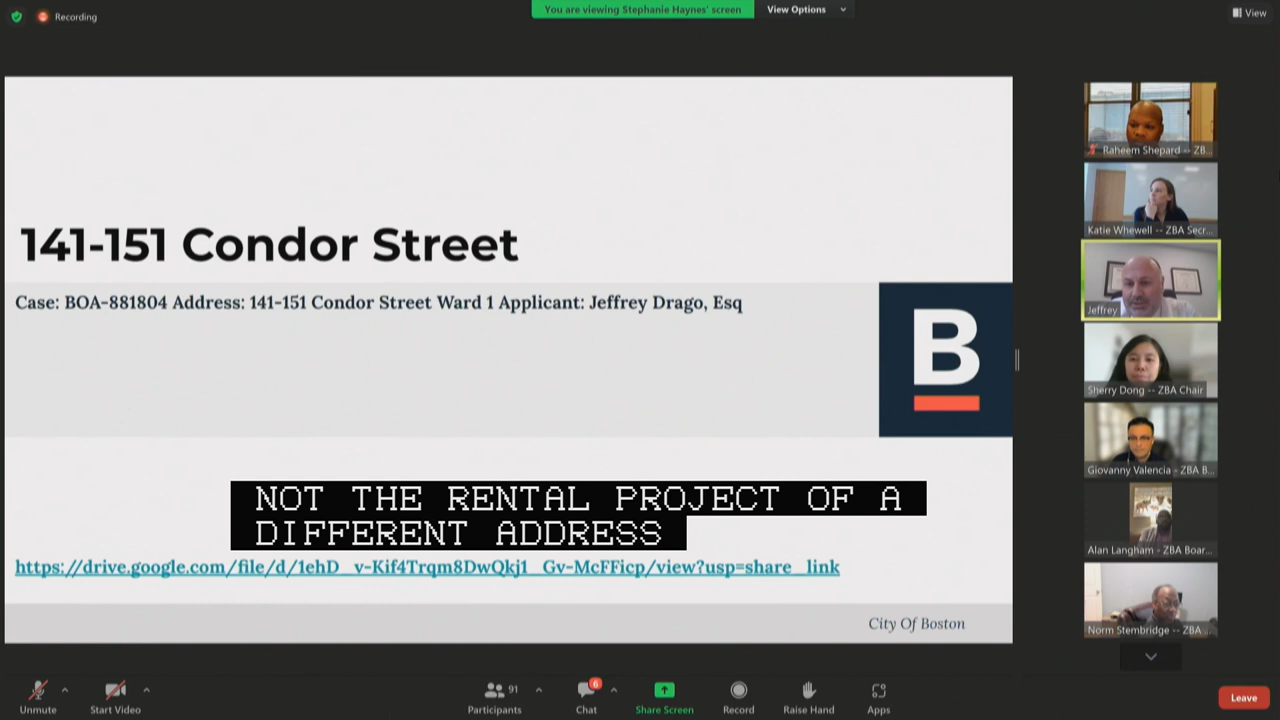 Recording
You are viewing Stephanie Haynes' screen
View Options
View
141-151 Condor Street
Case: BOA-881804 Address: 141-151 Condor Street Ward 1 Applicant: Jeffrey Drago, Esq
B
NOT THE RENTAL PROJECT OF A
DIFFERENT ADDRESS
https://drive.google.com/file/d/1ehD_v-Kif4Trqm8DwQkj1_Gv-McFFicp/view?usp=share_link
City Of Boston
Raheem Shepard -- ZB...
Katie Whewell -- ZBA Secr...
Jeffrey
Sherry Dong -- ZBA Chair
Giovanny Valencia - ZBA B...
Alan Langham - ZBA Boar...
Norm Stembridge -- ZBA ...
Unmute
Start Video
Participants
91
Chat
6
Share Screen
Record
Raise Hand
Apps
Leave